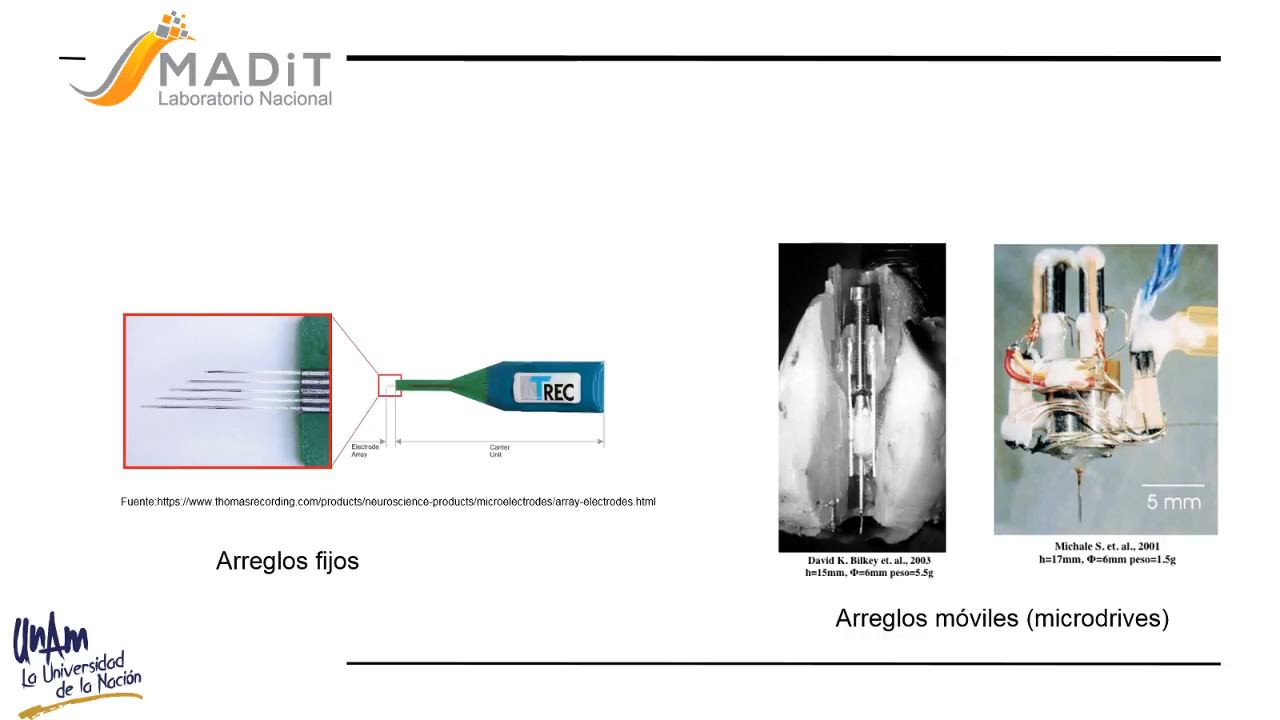 MADiT
Laboratorio Nacional
TREC
Electrode
Array
Carrier
Unit
Fuente:https://www.thomasrecording.com/products/neuroscience-products/microelectrodes/array-electrodes.html
Arreglos fijos
David K. Bilkey et. al., 2003
h=15mm, Φ=6mm peso=5.5g
5 mm
Michale S. et. al., 2001
h=17mm, Φ=6mm peso=1.5g
Arreglos móviles (microdrives)
UnAm
La Universidad
de la Nación